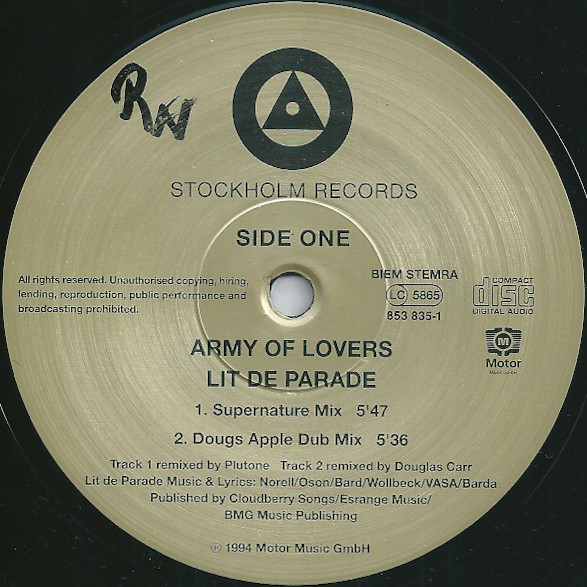 RW
STOCKHOLM RECORDS
SIDE ONE
All rights reserved. Unauthorised copying, hiring,
lending, reproduction, public performance and
broadcasting prohibited.
BIEM STEMRA
LC 5865
853 835-1
COMPACT
disc
DIGITAL AUDIO
M
Motor
Music GmbH
ARMY OF LOVERS
LIT DE PARADE
1. Supernature Mix 5'47
2. Dougs Apple Dub Mix 5'36
Track 1 remixed by Plutone Track 2 remixed by Douglas Carr
Lit de Parade Music & Lyrics: Norell/Oson/Bard/Wollbeck/VASA/Barda
Published by Cloudberry Songs/Esrange Music/
BMG Music Publishing
℗ 1994 Motor Music GmbH